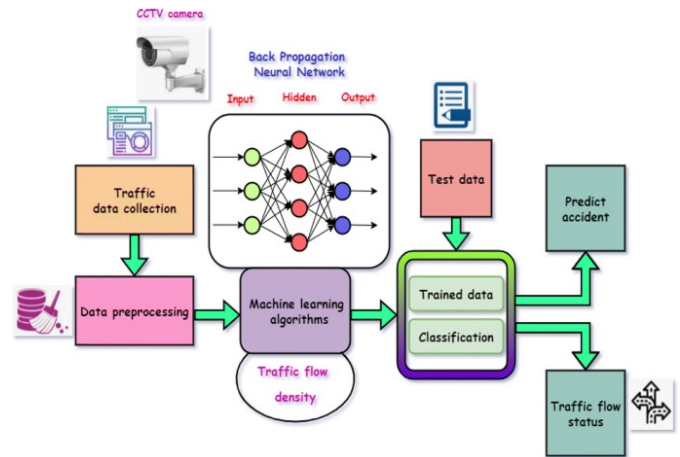 CCTV camera
Back Propagation
Neural Network
Input
Hidden
Output
Traffic
data collection
Test data
Predict
accident
Data preprocessing
Machine learning
algorithms
Trained data
Classification
Traffic flow
density
Traffic flow
status